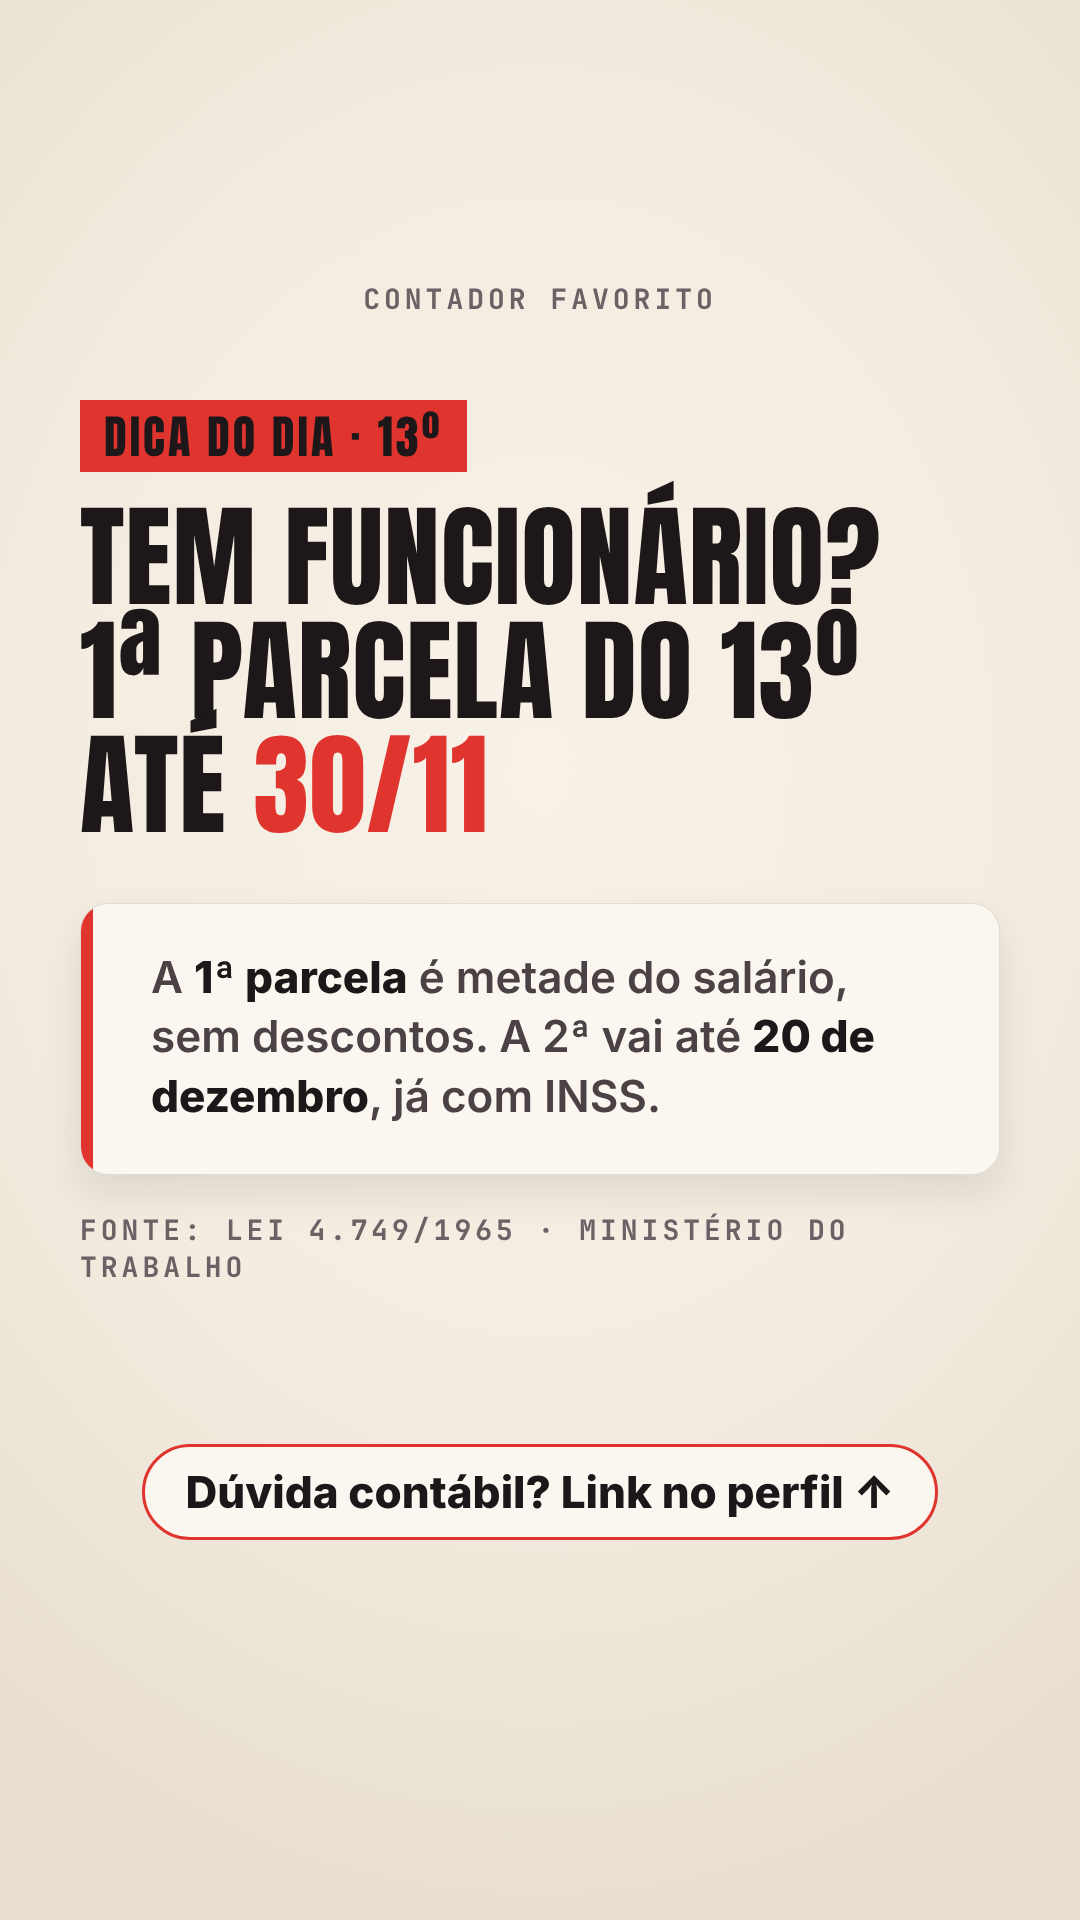 CONTADOR FAVORITO
DICA DO DIA · 13º
TEM FUNCIONÁRIO?
1ª PARCELA DO 13º
ATÉ 30/11
A 1ª parcela é metade do salário,
sem descontos. A 2ª vai até 20 de
dezembro, já com INSS.
FONTE: LEI 4.749/1965 · MINISTÉRIO DO
TRABALHO
Dúvida contábil? Link no perfil ↑